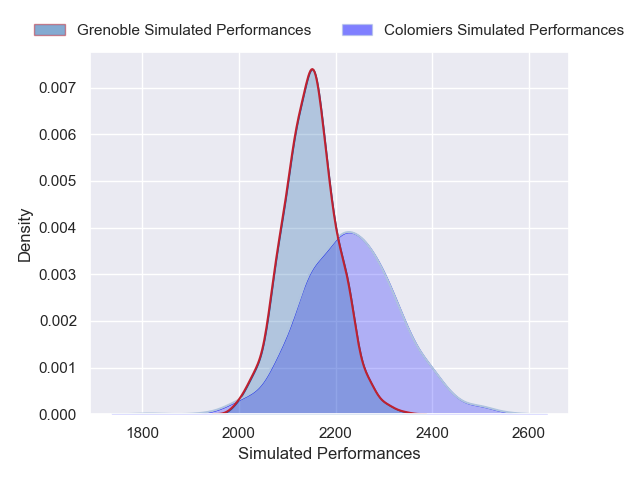 Grenoble Simulated Performances Colomiers Simulated Performances
0.007
0.006
0.005
0.004
0.003
0.002
0.001
0.000
Density
1800 2000 2200 2400 2600
Simulated Performances